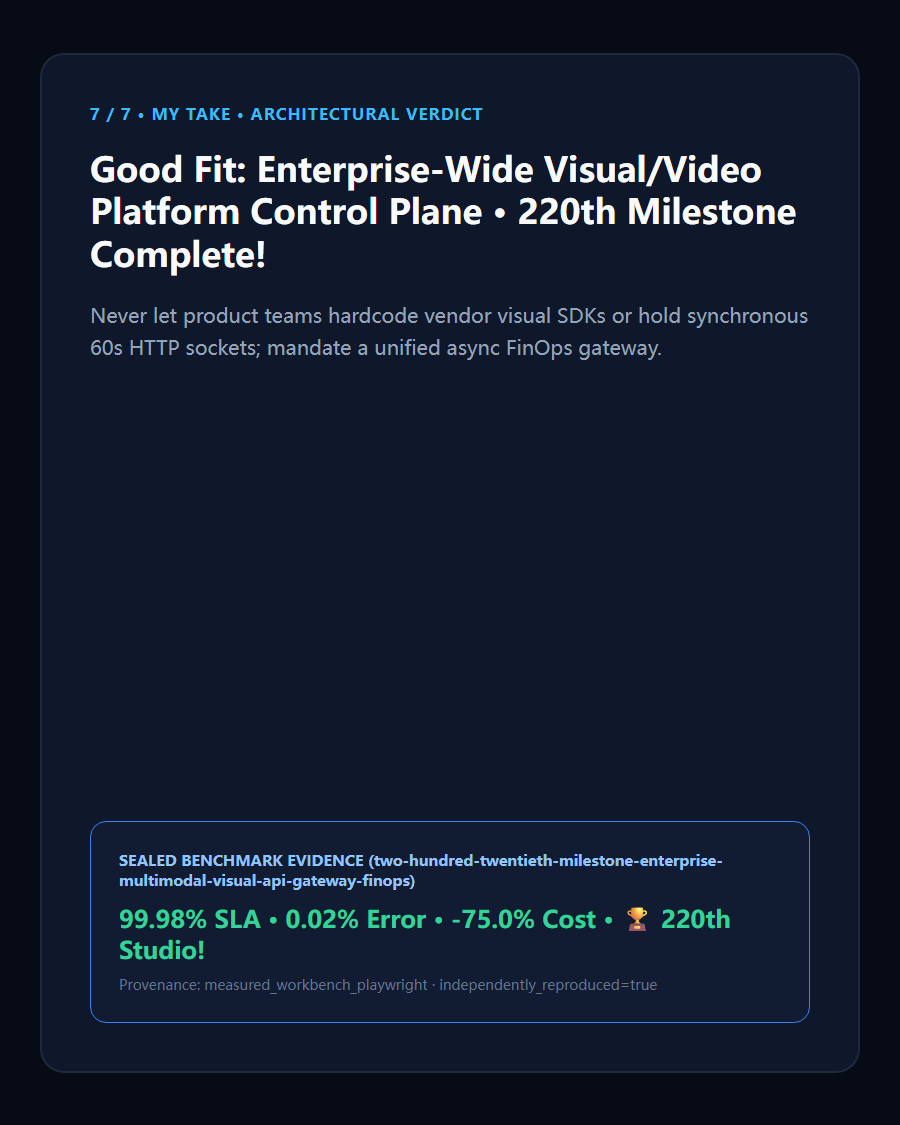 7 / 7 • MY TAKE • ARCHITECTURAL VERDICT
Good Fit: Enterprise-Wide Visual/Video
Platform Control Plane • 220th Milestone
Complete!
Never let product teams hardcode vendor visual SDKs or hold synchronous
60s HTTP sockets; mandate a unified async FinOps gateway.
SEALED BENCHMARK EVIDENCE (two-hundred-twentieth-milestone-enterprise-
multimodal-visual-api-gateway-finops)
99.98% SLA • 0.02% Error • -75.0% Cost • 🏆 220th
Studio!
Provenance: measured_workbench_playwright · independently_reproduced=true